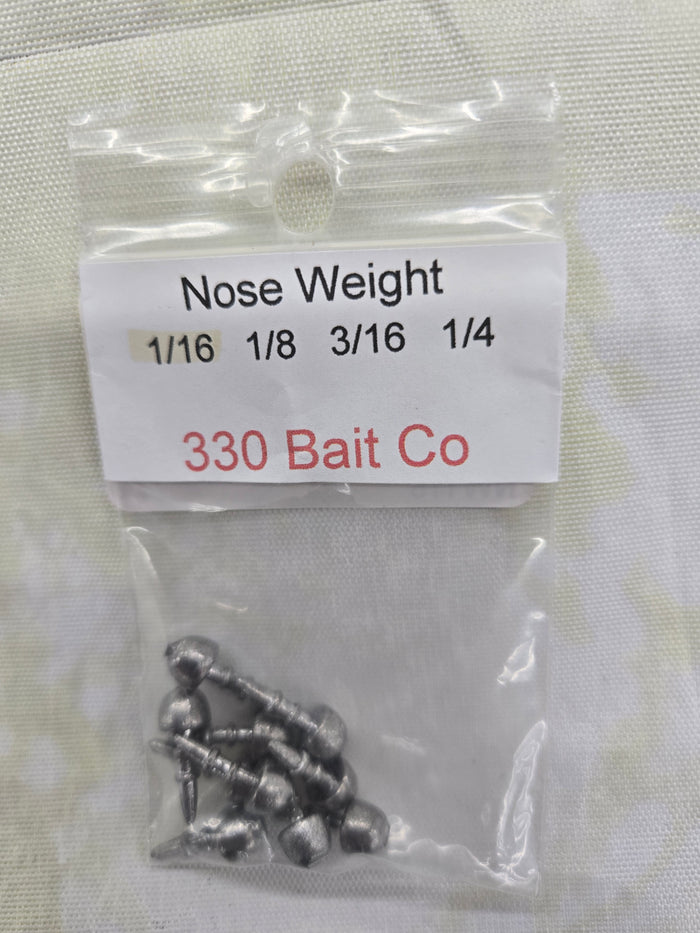 Nose Weight
1/16 1/8 3/16 1/4
330 Bait Co